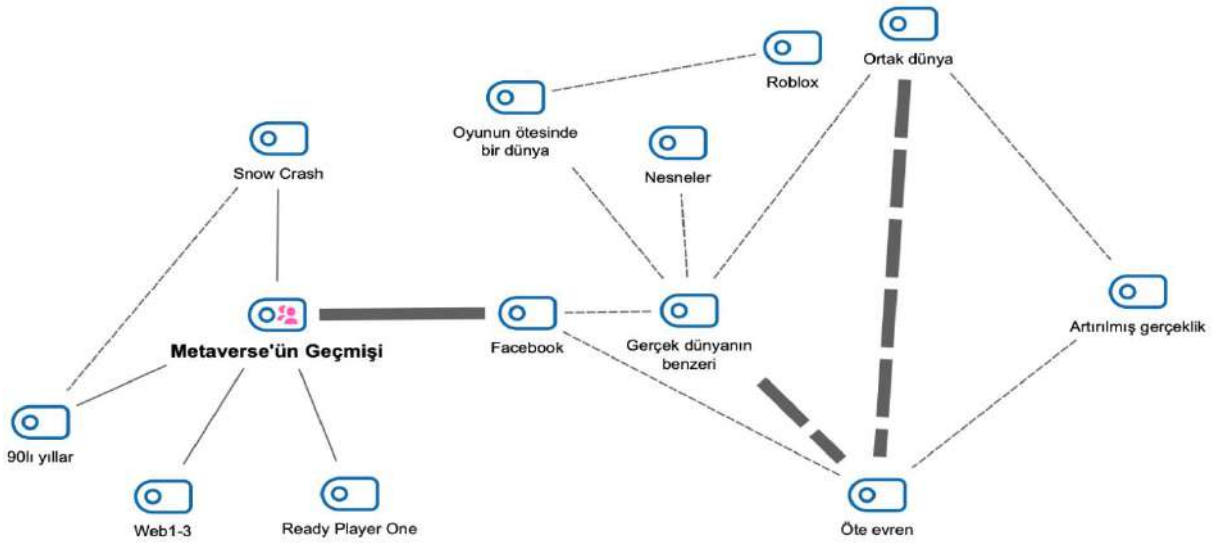 Ortak dünya
Roblox
Oyunun ötesinde
bir dünya
Snow Crash
Nesneler
Artırılmış gerçeklik
Metaverse'ün Geçmişi
Facebook
Gerçek dünyanın
benzeri
90lı yıllar
Web1-3
Ready Player One
Öte evren